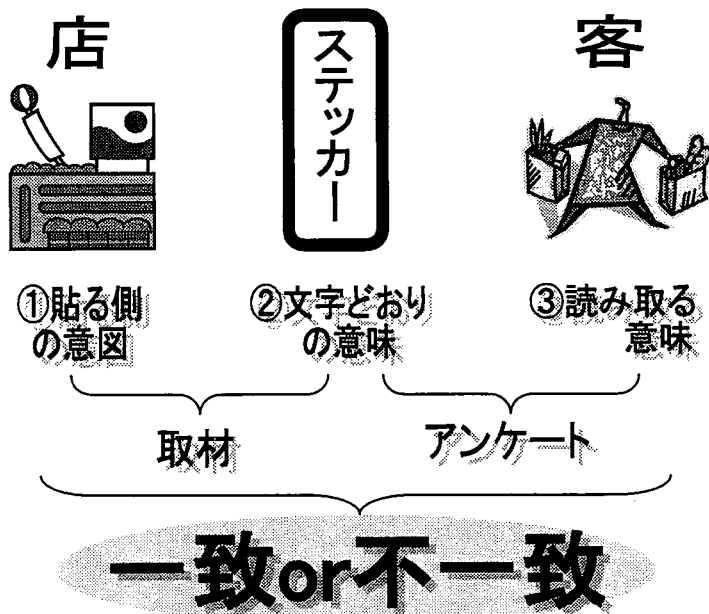 店
ステッカー
客
①貼る側
の意図
②文字どおり
の意味
③読み取る
意味
取材
アンケート
一致or不一致